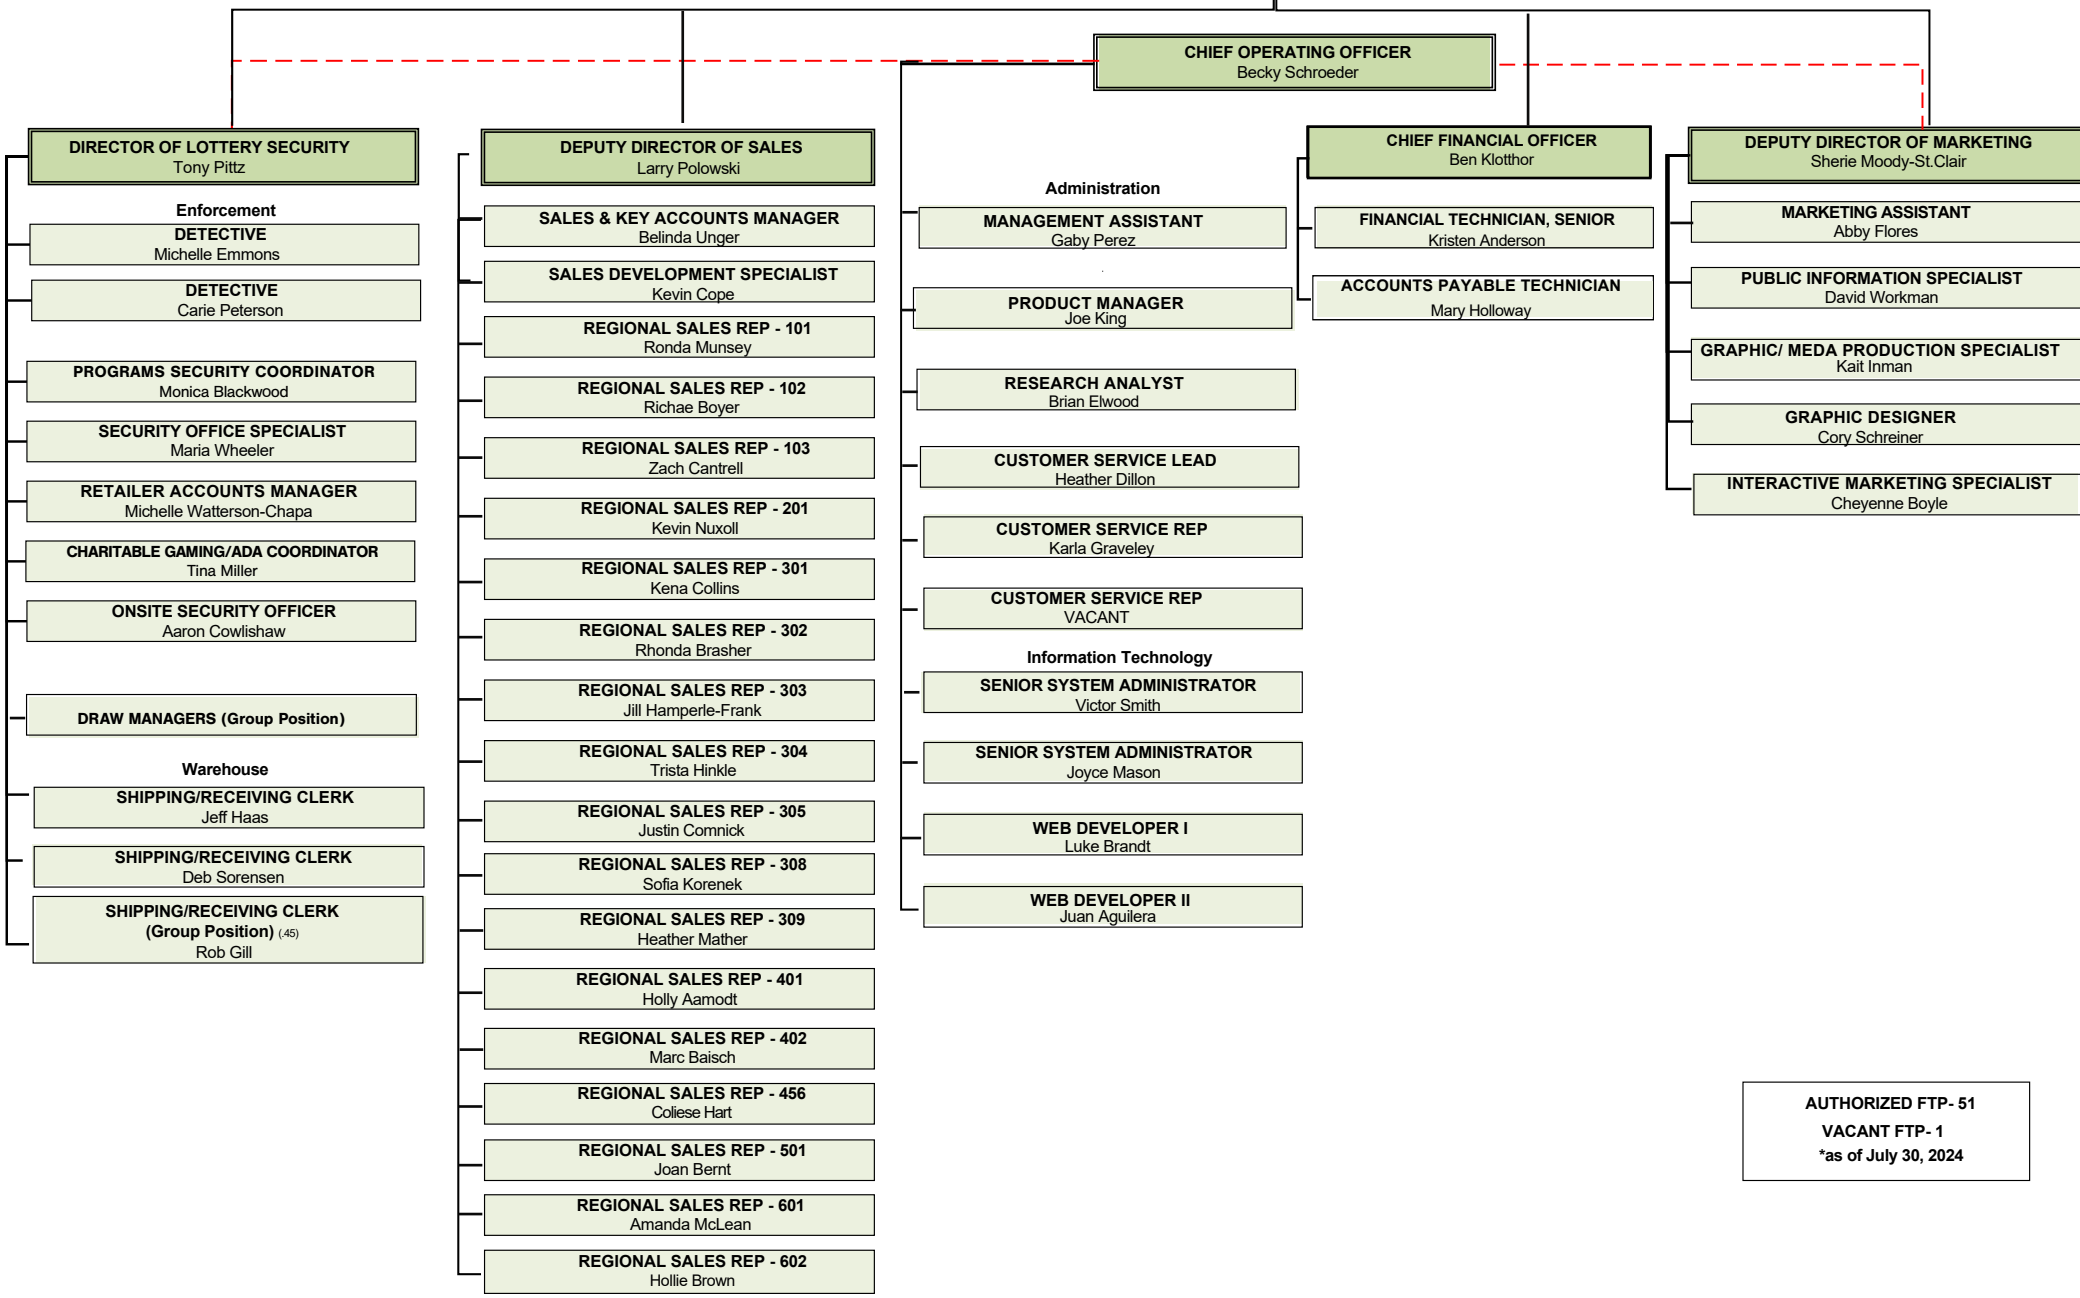 CHIEF OPERATING OFFICER
Becky Schroeder
DIRECTOR OF LOTTERY SECURITY
Tony Pittz
Enforcement
DETECTIVE
Michelle Emmons
DETECTIVE
Carie Peterson
PROGRAMS SECURITY COORDINATOR
Monica Blackwood
SECURITY OFFICE SPECIALIST
Maria Wheeler
RETAILER ACCOUNTS MANAGER
Michelle Watterson-Chapa
CHARITABLE GAMING/ADA COORDINATOR
Tina Miller
ONSITE SECURITY OFFICER
Aaron Cowlishaw
DRAW MANAGERS (Group Position)
Warehouse
SHIPPING/RECEIVING CLERK
Jeff Haas
SHIPPING/RECEIVING CLERK
Deb Sorensen
SHIPPING/RECEIVING CLERK
(Group Position) (.45)
Rob Gill
DEPUTY DIRECTOR OF SALES
Larry Polowski
SALES & KEY ACCOUNTS MANAGER
Belinda Unger
SALES DEVELOPMENT SPECIALIST
Kevin Cope
REGIONAL SALES REP - 101
Ronda Munsey
REGIONAL SALES REP - 102
Richae Boyer
REGIONAL SALES REP - 103
Zach Cantrell
REGIONAL SALES REP - 201
Kevin Nuxoll
REGIONAL SALES REP - 301
Kena Collins
REGIONAL SALES REP - 302
Rhonda Brasher
REGIONAL SALES REP - 303
Jill Hamperle-Frank
REGIONAL SALES REP - 304
Trista Hinkle
REGIONAL SALES REP - 305
Justin Comnick
REGIONAL SALES REP - 308
Sofia Korenek
REGIONAL SALES REP - 309
Heather Mather
REGIONAL SALES REP - 401
Holly Aamodt
REGIONAL SALES REP - 402
Marc Baisch
REGIONAL SALES REP - 456
Coliese Hart
REGIONAL SALES REP - 501
Joan Bernt
REGIONAL SALES REP - 601
Amanda McLean
REGIONAL SALES REP - 602
Hollie Brown
Administration
MANAGEMENT ASSISTANT
Gaby Perez
PRODUCT MANAGER
Joe King
RESEARCH ANALYST
Brian Elwood
CUSTOMER SERVICE LEAD
Heather Dillon
CUSTOMER SERVICE REP
Karla Graveley
CUSTOMER SERVICE REP
VACANT
Information Technology
SENIOR SYSTEM ADMINISTRATOR
Victor Smith
SENIOR SYSTEM ADMINISTRATOR
Joyce Mason
WEB DEVELOPER I
Luke Brandt
WEB DEVELOPER II
Juan Aguilera
CHIEF FINANCIAL OFFICER
Ben Klotthor
FINANCIAL TECHNICIAN, SENIOR
Kristen Anderson
ACCOUNTS PAYABLE TECHNICIAN
Mary Holloway
DEPUTY DIRECTOR OF MARKETING
Sherie Moody-St.Clair
MARKETING ASSISTANT
Abby Flores
PUBLIC INFORMATION SPECIALIST
David Workman
GRAPHIC/ MEDA PRODUCTION SPECIALIST
Kait Inman
GRAPHIC DESIGNER
Cory Schreiner
INTERACTIVE MARKETING SPECIALIST
Cheyenne Boyle
AUTHORIZED FTP- 51
VACANT FTP- 1
*as of July 30, 2024